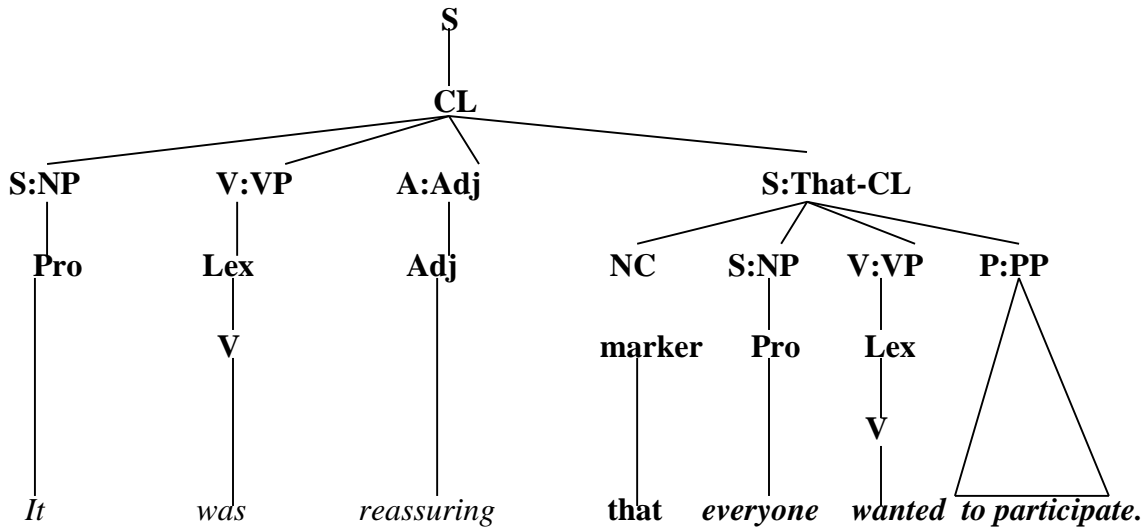 S
CL
S:NP V:VP A:Adj S:That-CL
Pro Lex Adj NC S:NP V:VP P:PP
V marker Pro Lex
V
It was reassuring that everyone wanted to participate.